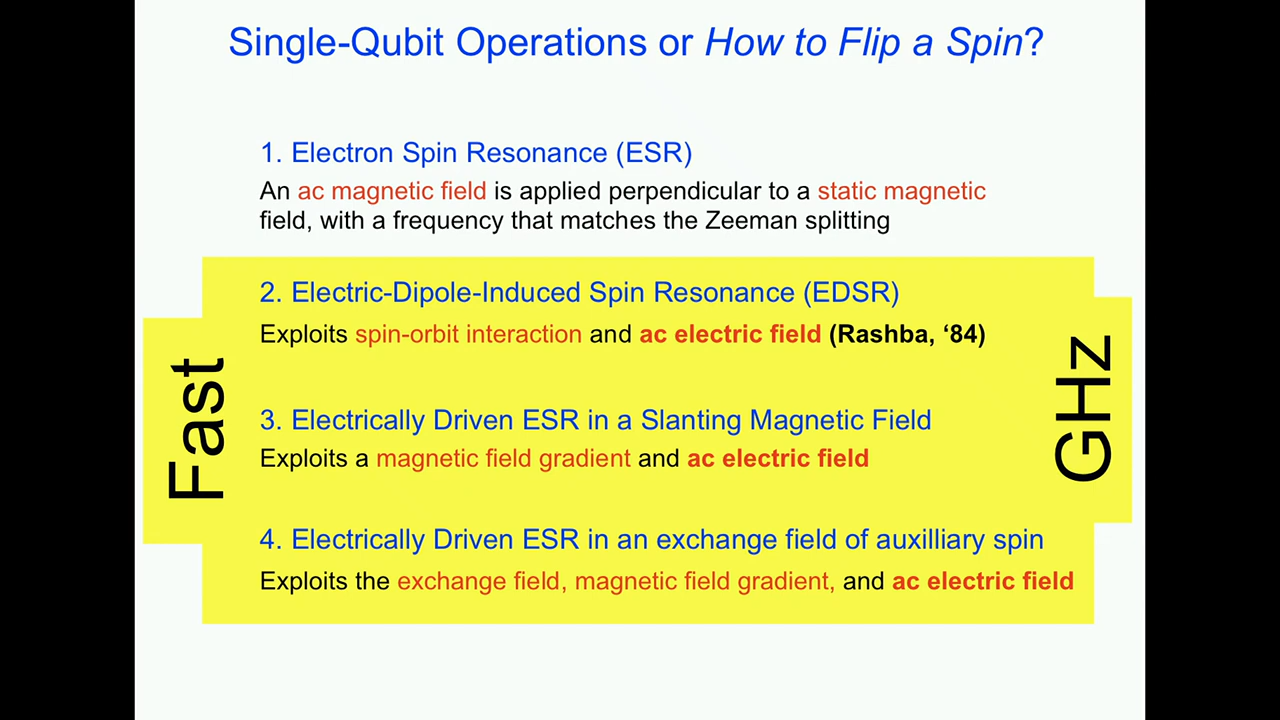 Single-Qubit Operations or How to Flip a Spin?
1. Electron Spin Resonance (ESR)
An ac magnetic field is applied perpendicular to a static magnetic
field, with a frequency that matches the Zeeman splitting
2. Electric-Dipole-Induced Spin Resonance (EDSR)
Exploits spin-orbit interaction and ac electric field (Rashba, ‘84)
Fast
GHz
3. Electrically Driven ESR in a Slanting Magnetic Field
Exploits a magnetic field gradient and ac electric field
4. Electrically Driven ESR in an exchange field of auxilliary spin
Exploits the exchange field, magnetic field gradient, and ac electric field